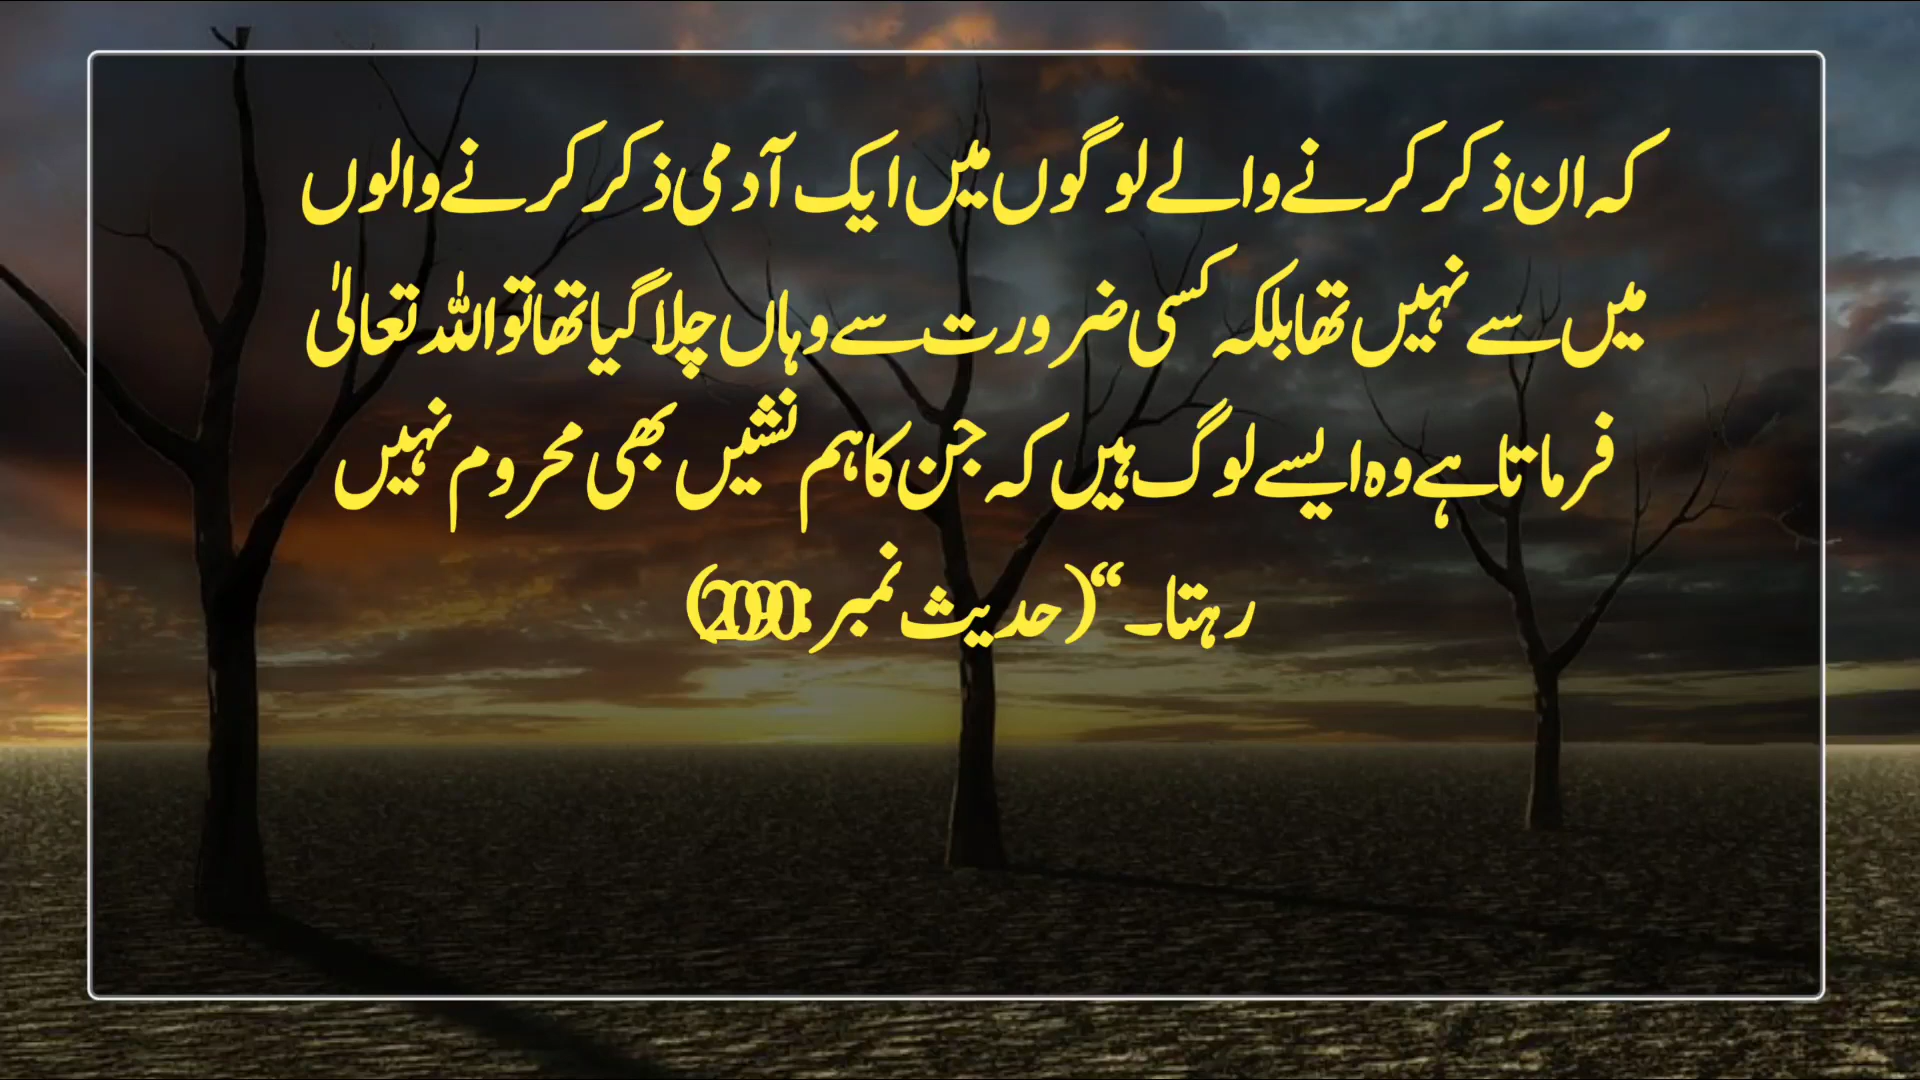 کہ ان ذکر کرنے والے لوگوں میں ایک آدمی ذکر کرنے والوں
میں سے نہیں تھا بلکہ کسی ضرورت سے وہاں چلا گیا تھا تو اللہ تعالیٰ
فرماتا ہے وہ ایسے لوگ ہیں کہ جن کا ہم نشیں بھی محروم نہیں
رہتا۔“ (حدیث نمبر: